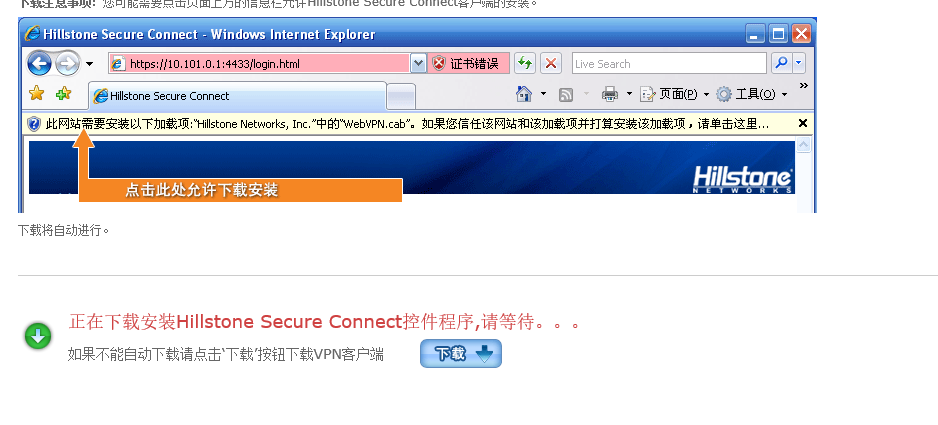 下载注意事项: 您可能需要点击页面上方的信息栏允许Hillstone Secure Connect客户端的安装。
Hillstone Secure Connect - Windows Internet Explorer
https://10.101.0.1:4433/login.html
证书错误
Live Search
Hillstone Secure Connect
页面(P)
工具(O)
»
此网站需要安装以下加载项:“Hillstone Networks, Inc.”中的“WebVPN.cab”。如果您信任该网站和该加载项并打算安装该加载项，请单击这里...
Hillstone
NETWORKS
点击此处允许下载安装
下载将自动进行。
正在下载安装Hillstone Secure Connect控件程序,请等待。。。
如果不能自动下载请点击‘下载’按钮下载VPN客户端
下载